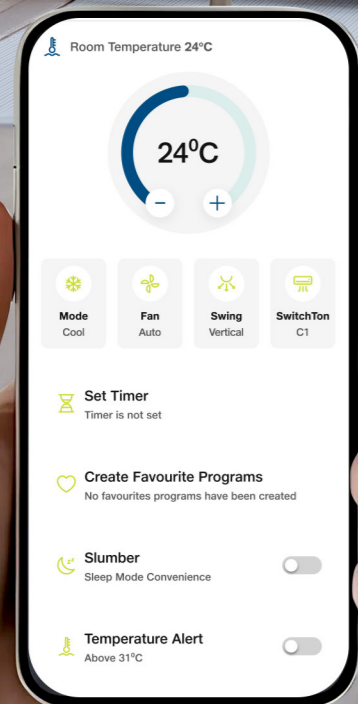 Room Temperature 24°C
24⁰C
- +
Mode
Cool
Fan
Auto
Swing
Vertical
SwitchTon
C1
Set Timer
Timer is not set
Create Favourite Programs
No favourites programs have been created
Slumber
Sleep Mode Convenience
Temperature Alert
Above 31⁰C